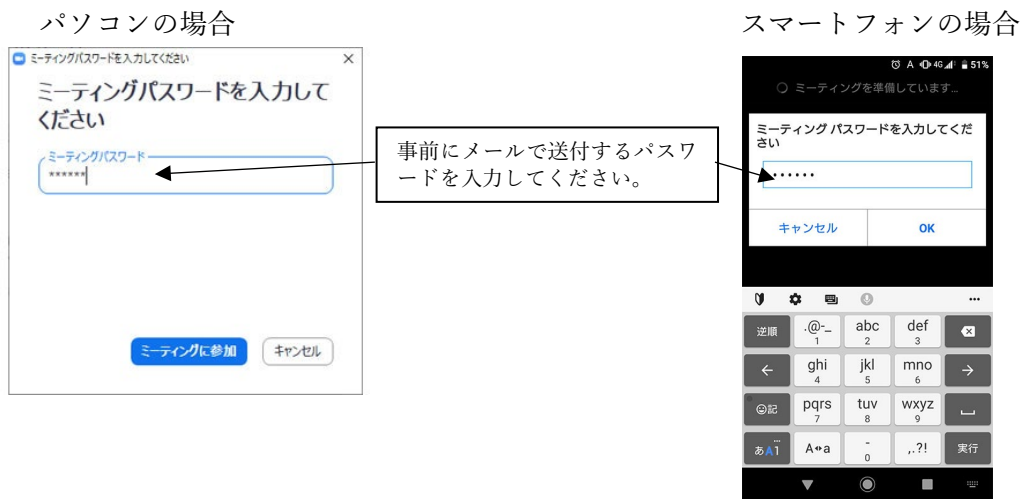 パソコンの場合
スマートフォンの場合
ミーティングパスワードを入力してください
×
ミーティングパスワードを入力して
ください
ミーティングパスワード
******
ミーティングに参加
キャンセル
事前にメールで送付するパスワ
ードを入力してください。
A 4G 51%
ミーティングを準備しています...
ミーティング パスワードを入力してくだ
さい
······
キャンセル
OK
逆順
.@-_
1
abc
2
def
3
ghi
4
jkl
5
mno
6
記
pqrs
7
tuv
8
wxyz
9
あA1
A⇔a
-
0
,.?!
実行